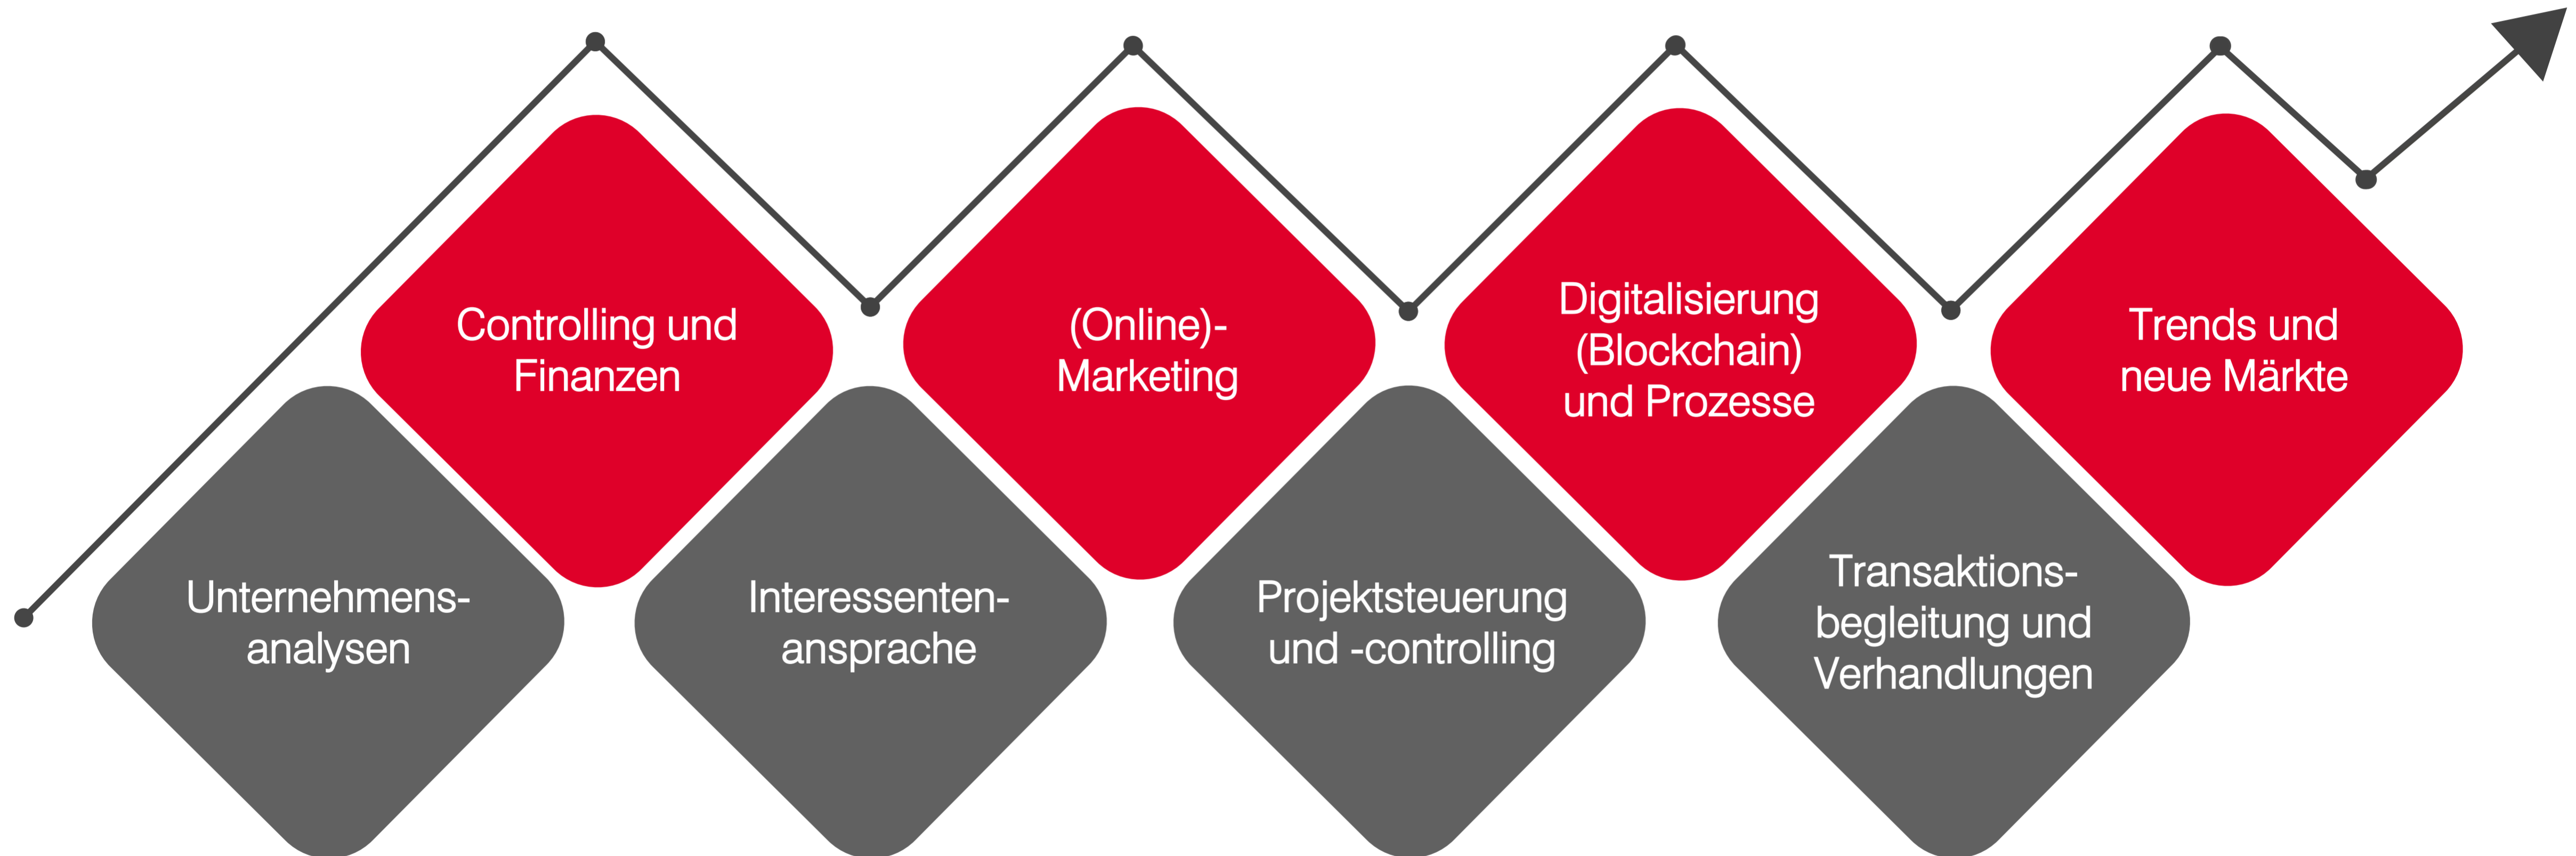 Unternehmens-
analysen
Controlling und
Finanzen
Interessenten-
ansprache
(Online)-
Marketing
Projektsteuerung
und -controlling
Digitalisierung
(Blockchain)
und Prozesse
Transaktions-
begleitung und
Verhandlungen
Trends und
neue Märkte